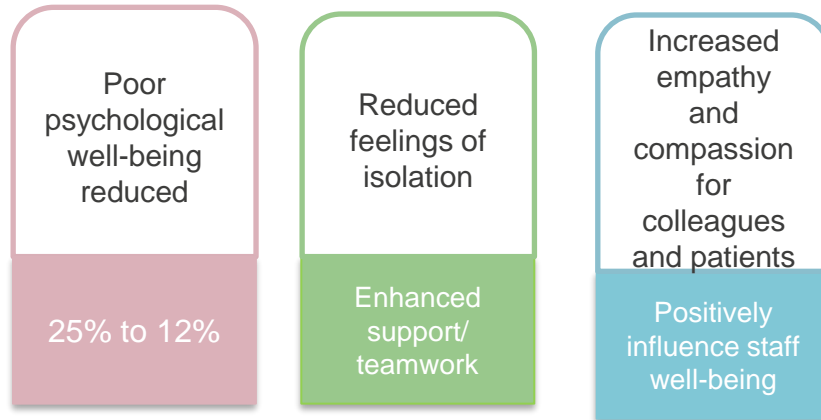 Poor
psychological
well-being
reduced
25% to 12%
Reduced
feelings of
isolation
Enhanced
support/
teamwork
Increased
empathy
and
compassion
for
colleagues
and patients
Positively
influence staff
well-being